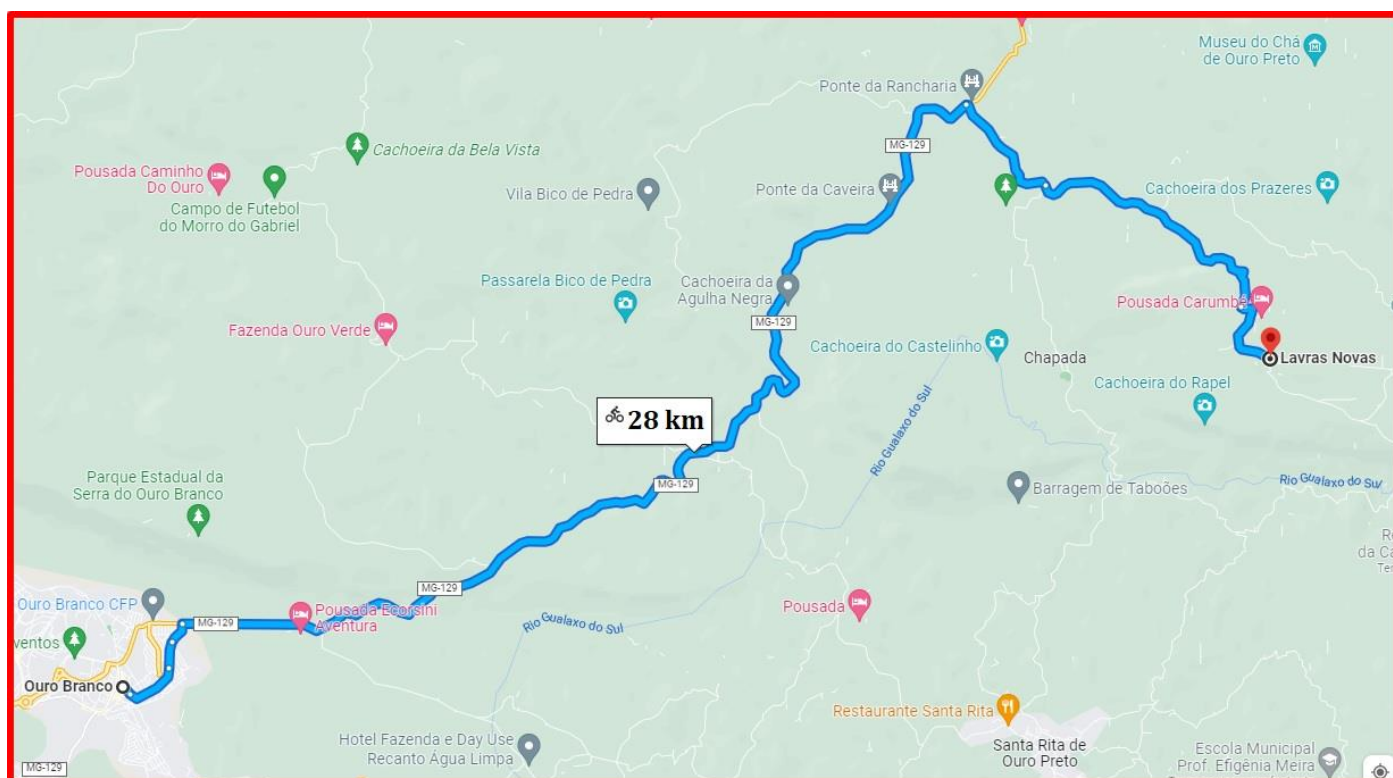 Museu do Chá
de Ouro Preto
Ponte da Rancharia
MG-129
Cachoeira da Bela Vista
Pousada Caminho
Do Ouro
Campo de Futebol
do Morro do Gabriel
Vila Bico de Pedra
Ponte da Caveira
Cachoeira dos Prazeres
Passarela Bico de Pedra
Cachoeira da
Agulha Negra
MG-129
Pousada Carumbé
Fazenda Ouro Verde
Cachoeira do Castelinho
Chapada
Lavras Novas
Cachoeira do Rapel
28 km
Rio Gualaxo do Sul
Parque Estadual da
Serra do Ouro Branco
MG-129
Barragem de Taboões
Rio Gualaxo do Sul
da Ca
MG-129
Ouro Branco CFP
Pousada Ecorsini
Aventura
MG-129
Pousada
Rio Gualaxo do Sul
ventos
Ouro Branco
Restaurante Santa Rita
Hotel Fazenda e Day Use
Recanto Água Limpa
Santa Rita de
Ouro Preto
Escola Municipal
Prof. Efigênia Meira
MG-129